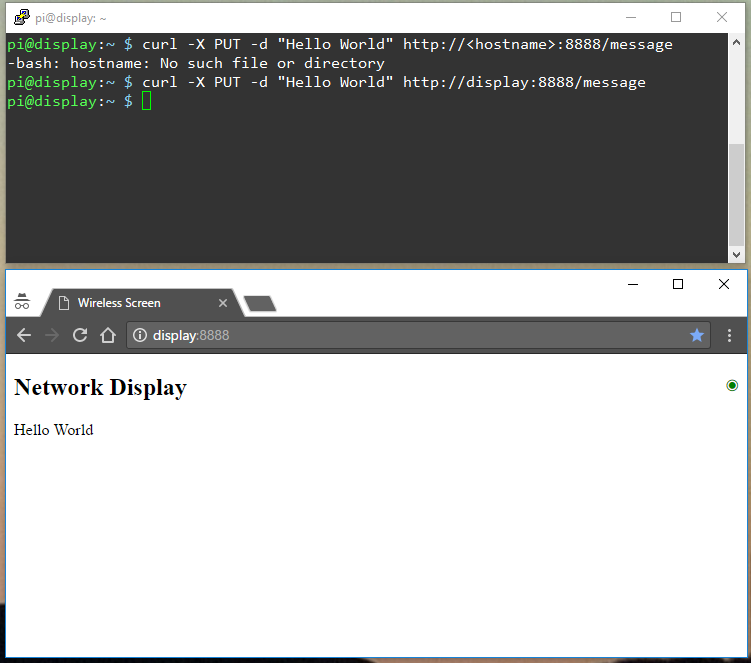 pi@display: ~
pi@display:~ $ curl -X PUT -d "Hello World" http://<hostname>:8888/message
-bash: hostname: No such file or directory
pi@display:~ $ curl -X PUT -d "Hello World" http://display:8888/message
pi@display:~ $
Wireless Screen
display:8888
Network Display
Hello World